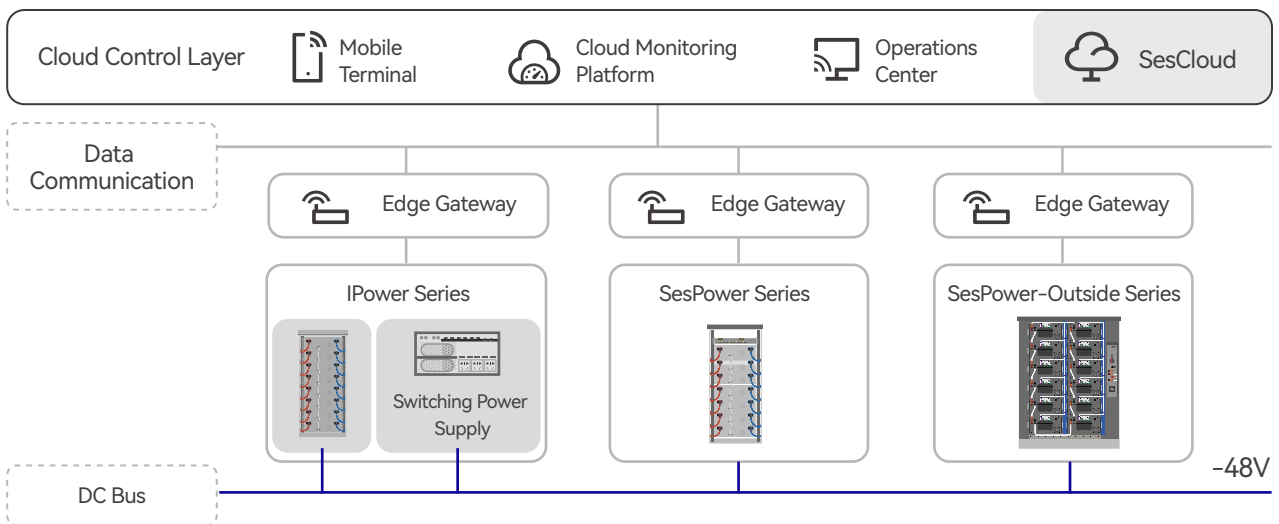 Cloud Control Layer
Mobile
Terminal
Cloud Monitoring
Platform
Operations
Center
SesCloud
Data
Communication
Edge Gateway
Edge Gateway
Edge Gateway
IPower Series
SesPower Series
SesPower-Outside Series
Switching Power
Supply
-48V
DC Bus